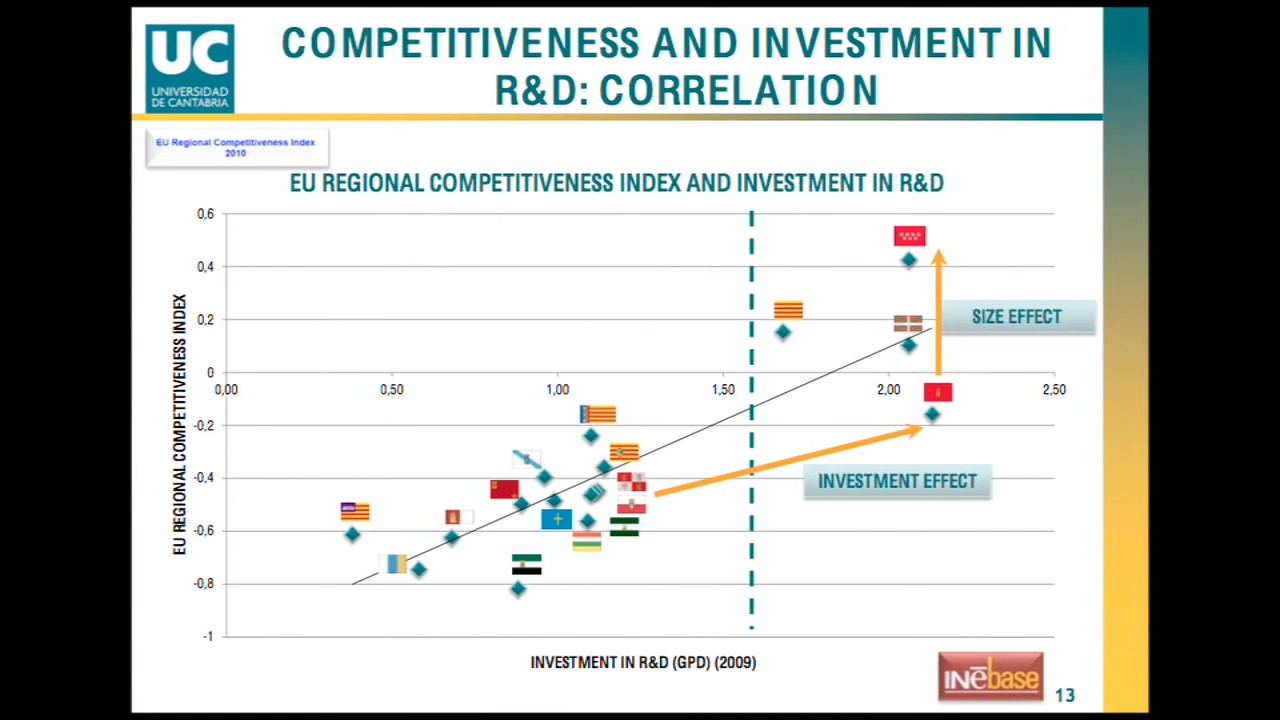 UC
UNIVERSIDAD
DE CANTABRIA
COMPETITIVENESS AND INVESTMENT IN
R&D: CORRELATION
EU Regional Competitiveness Index
2010
EU REGIONAL COMPETITIVENESS INDEX AND INVESTMENT IN R&D
EU REGIONAL COMPETITIVENESS INDEX
0,6
0,4
0,2
0
-0,2
-0,4
-0,6
-0,8
-1
0,00
0,50
1,00
1,50
2,00
2,50
SIZE EFFECT
INVESTMENT EFFECT
INVESTMENT IN R&D (GPD) (2009)
INēbase
13